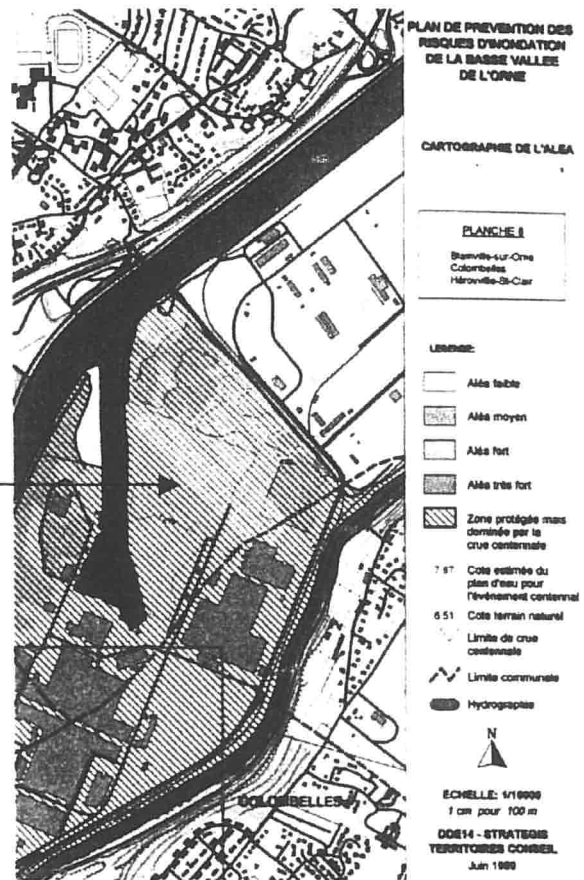 PLAN DE PREVENTION DES
RISQUES D'INONDATION
DE LA BASSE VALLEE
DE L'ORNE
CARTOGRAPHIE DE L'ALEA
PLANCHE 6
Blainville-sur-Orne
Colombelles
Hérouville-St-Clair
LEGENDE:
Aléa faible
Aléa moyen
Aléa fort
Aléa très fort
Zone protégée mais
dominée par la
crue centennale
7.87 Cote estimée du
plan d'eau pour
l'événement centennal
6.51 Cote terrain naturel
Limite de crue
centennale
Limite communale
Hydrographie
N
ECHELLE: 1/10000
1 cm pour 100 m
DDE14 - STRATEGIS
TERRITOIRES CONSEIL
Juin 1999
COLOMBELLES